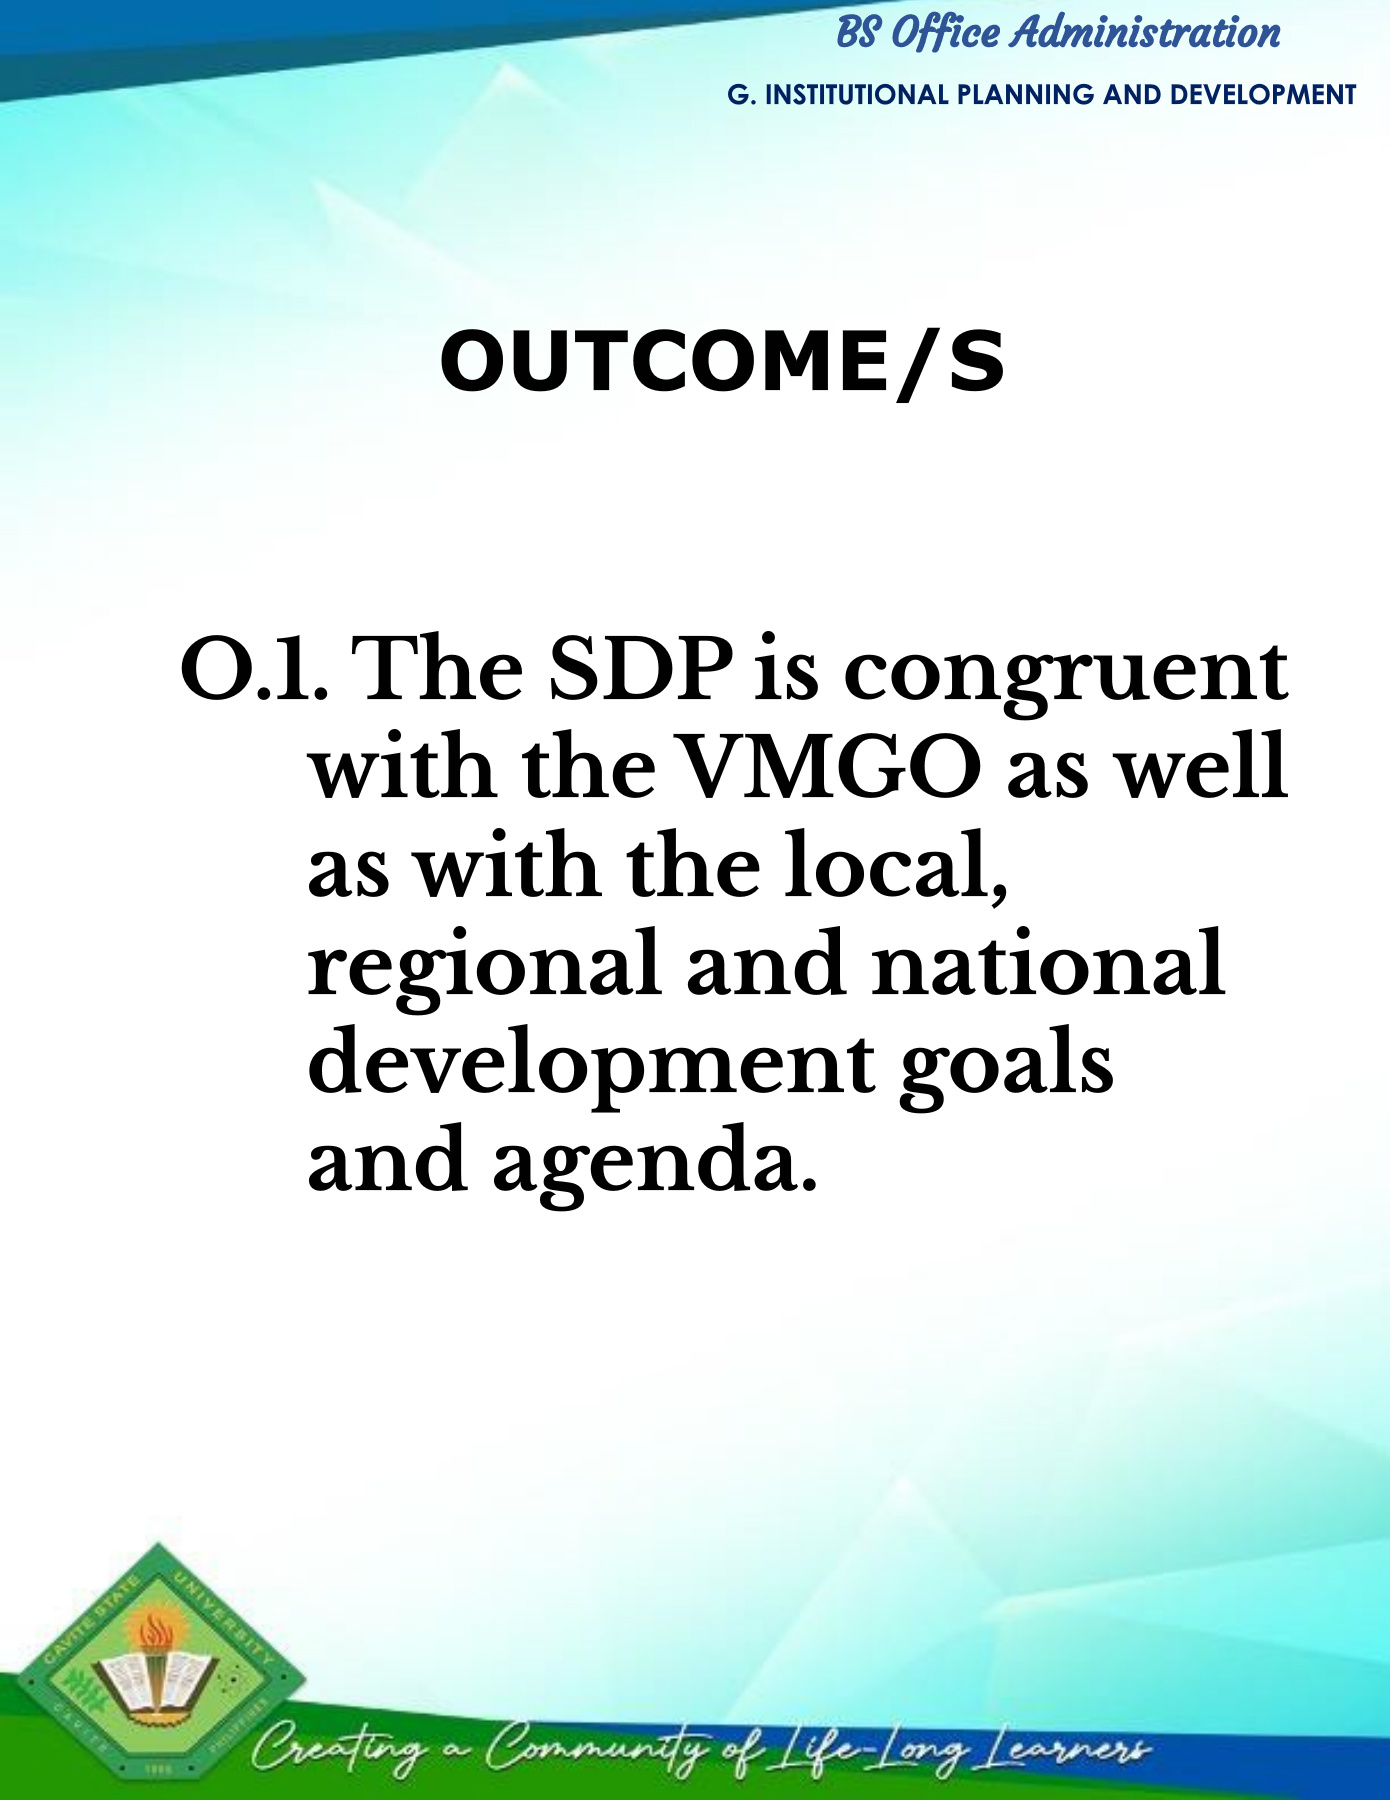 BS Office Administration
G. INSTITUTIONAL PLANNING AND DEVELOPMENT
OUTCOME/S
O.1. The SDP is congruent
with the VMGO as well
as with the local,
regional and national
development goals
and agenda.
CAVITE STATE UNIVERSITY
CAVITE
PHILIPPINES
1906
Creating a Community of Life-Long Learners